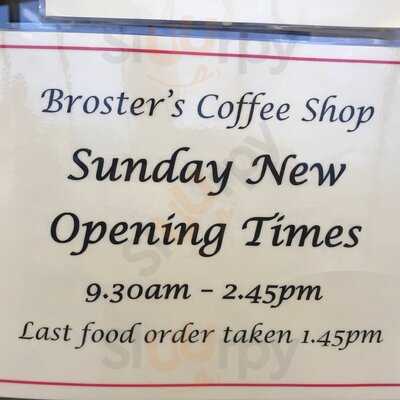 Broster's Coffee Shop
Sunday New
Opening Times
9.30am – 2.45pm
Last food order taken 1.45pm